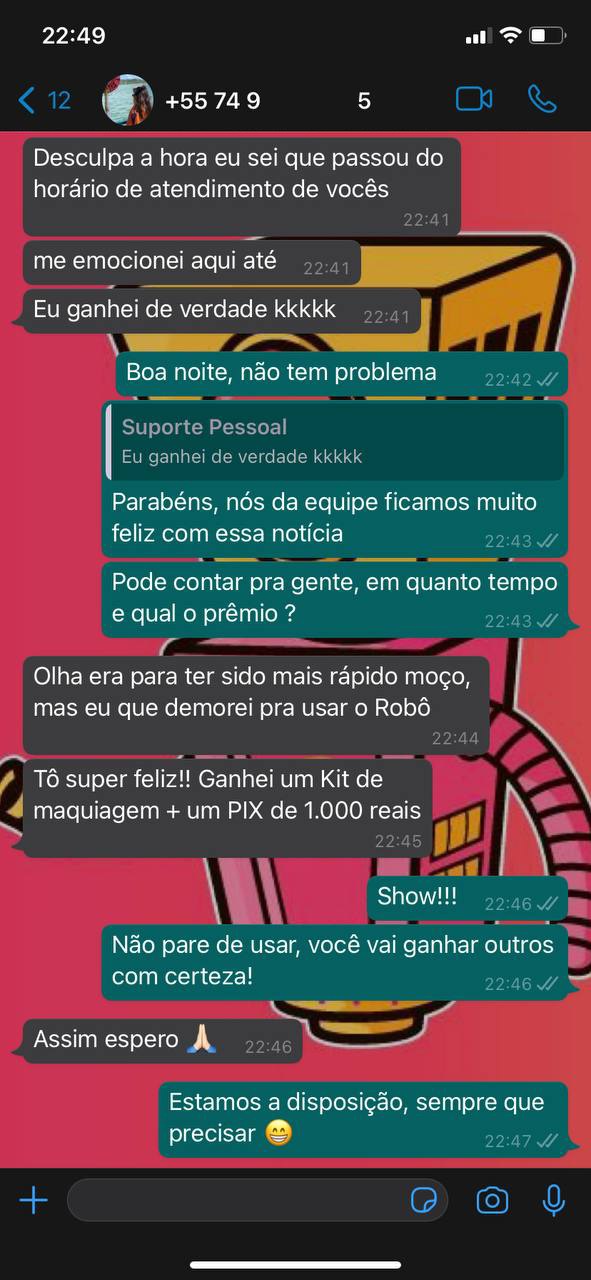 22:49
12
+55 74 9 5
Desculpa a hora eu sei que passou do
horário de atendimento de vocês
22:41
me emocionei aqui até 22:41
Eu ganhei de verdade kkkkk 22:41
Boa noite, não tem problema 22:42
Suporte Pessoal
Eu ganhei de verdade kkkkk
Parabéns, nós da equipe ficamos muito
feliz com essa notícia 22:43
Pode contar pra gente, em quanto tempo
e qual o prêmio ? 22:43
Olha era para ter sido mais rápido moço,
mas eu que demorei pra usar o Robô
22:44
Tô super feliz!! Ganhei um Kit de
maquiagem + um PIX de 1.000 reais
22:45
Show!!! 22:46
Não pare de usar, você vai ganhar outros
com certeza! 22:46
Assim espero 🙏🏻 22:46
Estamos a disposição, sempre que
precisar 😁 22:47